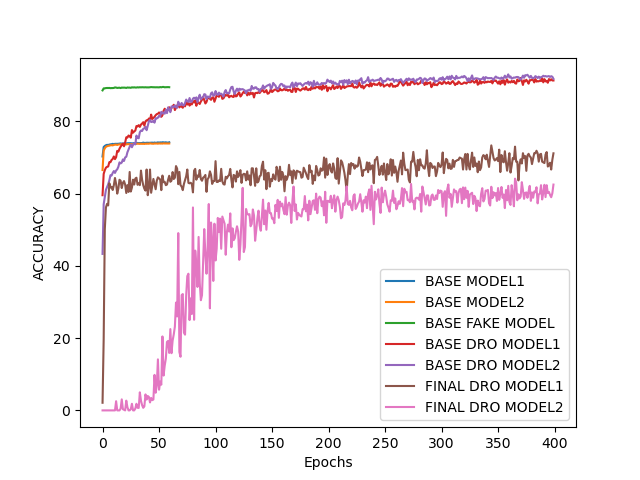 ACCURACY
80
60
40
20
0
0 50 100 150 200 250 300 350 400
Epochs
BASE MODEL1
BASE MODEL2
BASE FAKE MODEL
BASE DRO MODEL1
BASE DRO MODEL2
FINAL DRO MODEL1
FINAL DRO MODEL2